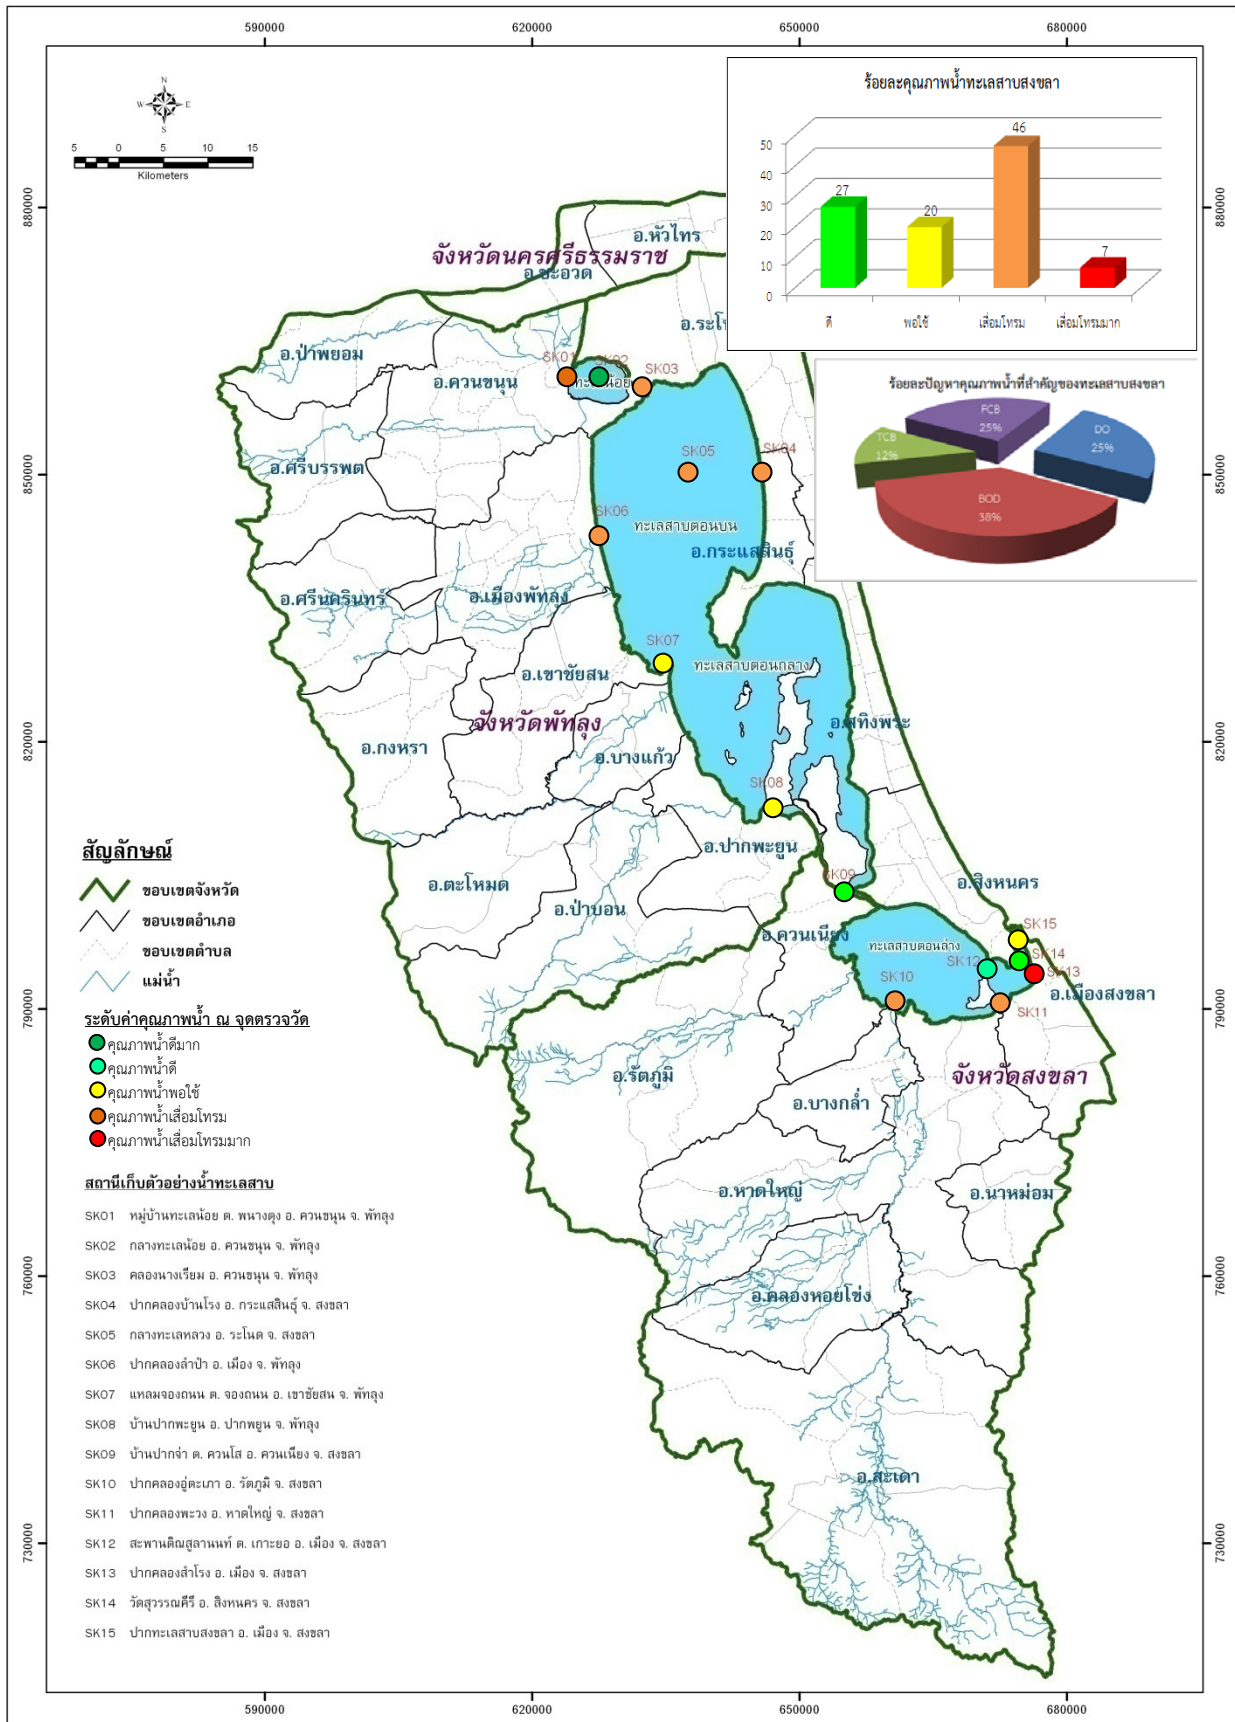 590000
620000
650000
680000
N
W
E
S
5
0
5
10
15
Kilometers
ร้อยละคุณภาพน้ำทะเลสาบสงขลา
50
40
30
20
10
0
27
20
46
7
ดี
พอใช้
เสื่อมโทรม
เสื่อมโทรมมาก
ร้อยละปัญหาคุณภาพน้ำที่สำคัญของทะเลสาบสงขลา
FCB
25%
DO
25%
TCB
12%
BOD
38%
880000
850000
820000
790000
760000
730000
880000
850000
820000
790000
760000
730000
อ.หัวไทร
จังหวัดนครศรีธรรมราช
อ.ชะอวด
อ.ป่าพยอม
อ.ควนขนุน
SK01
SK02
SK03
ทะเลน้อย
อ.ศรีบรรพต
SK05
SK04
SK06
ทะเลสาบตอนบน
อ.กระแสสินธุ์
อ.ศรีนครินทร์
อ.เมืองพัทลุง
SK07
ทะเลสาบตอนกลาง
อ.เขาชัยสน
จังหวัดพัทลุง
อ.สทิงพระ
อ.กงหรา
อ.บางแก้ว
SK08
อ.ปากพะยูน
อ.ตะโหมด
SK09
อ.สิงหนคร
อ.ป่าบอน
อ.ควนเนียง
ทะเลสาบตอนล่าง
SK15
SK14
SK12
SK13
SK10
อ.เมืองสงขลา
SK11
อ.รัตภูมิ
จังหวัดสงขลา
อ.บางกล่ำ
อ.หาดใหญ่
อ.นาหม่อม
อ.คลองหอยโข่ง
อ.สะเดา
สัญลักษณ์
ขอบเขตจังหวัด
ขอบเขตอำเภอ
ขอบเขตตำบล
แม่น้ำ
ระดับค่าคุณภาพน้ำ ณ จุดตรวจวัด
คุณภาพน้ำดีมาก
คุณภาพน้ำดี
คุณภาพน้ำพอใช้
คุณภาพน้ำเสื่อมโทรม
คุณภาพน้ำเสื่อมโทรมมาก
สถานีเก็บตัวอย่างน้ำทะเลสาบ
SK01 หมู่บ้านทะเลน้อย ต. พนางตุง อ. ควนขนุน จ. พัทลุง
SK02 กลางทะเลน้อย อ. ควนขนุน จ. พัทลุง
SK03 คลองนางเรียม อ. ควนขนุน จ. พัทลุง
SK04 ปากคลองบ้านโรง อ. กระแสสินธุ์ จ. สงขลา
SK05 กลางทะเลหลวง อ. ระโนด จ. สงขลา
SK06 ปากคลองลำปำ อ. เมือง จ. พัทลุง
SK07 แหลมจองถนน ต. จองถนน อ. เขาชัยสน จ. พัทลุง
SK08 บ้านปากพะยูน อ. ปากพยูน จ. พัทลุง
SK09 บ้านปากจ่า ต. ควนโส อ. ควนเนียง จ. สงขลา
SK10 ปากคลองอู่ตะเภา อ. รัตภูมิ จ. สงขลา
SK11 ปากคลองพะวง อ. หาดใหญ่ จ. สงขลา
SK12 สะพานติณสูลานนท์ ต. เกาะยอ อ. เมือง จ. สงขลา
SK13 ปากคลองสำโรง อ. เมือง จ. สงขลา
SK14 วัดสุวรรณคีรี อ. สิงหนคร จ. สงขลา
SK15 ปากทะเลสาบสงขลา อ. เมือง จ. สงขลา
590000
620000
650000
680000